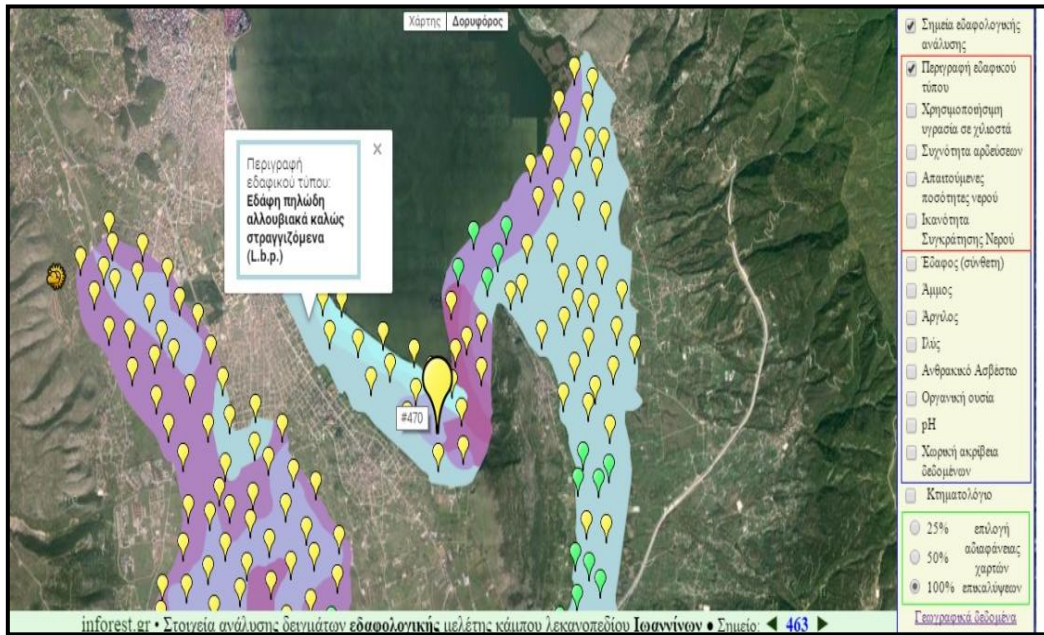 Χάρτης Δορυφόρος
Περιγραφή
εδαφικού τύπου:
Εδάφη πηλώδη
αλλουβιακά καλώς
στραγγιζόμενα
(L.b.p.)
×
#470
Σημεία εδαφολογικής
ανάλυσης
Περιγραφή εδαφικού
τύπου
Χρησιμοποιήσιμη
υγρασία σε χιλιοστά
Συχνότητα αρδεύσεων
Απαιτούμενες
ποσότητες νερού
Ικανότητα
Συγκράτησης Νερού
Έδαφος (σύνθετη)
Άμμος
Άργιλος
Ιλύς
Ανθρακικό Ασβέστιο
Οργανική ουσία
pH
Χωρική ακρίβεια
δεδομένων
Κτηματολόγιο
25% επιλογή
50% αδιαφάνειας
χαρτών
100% επικαλύψεων
Γεωγραφικά δεδομένα
inforest.gr • Στοιχεία ανάλυσης δειγμάτων εδαφολογικής μελέτης κάμπου λεκανοπεδίου Ιωαννίνων • Σημείο: ◀ 463 ▶